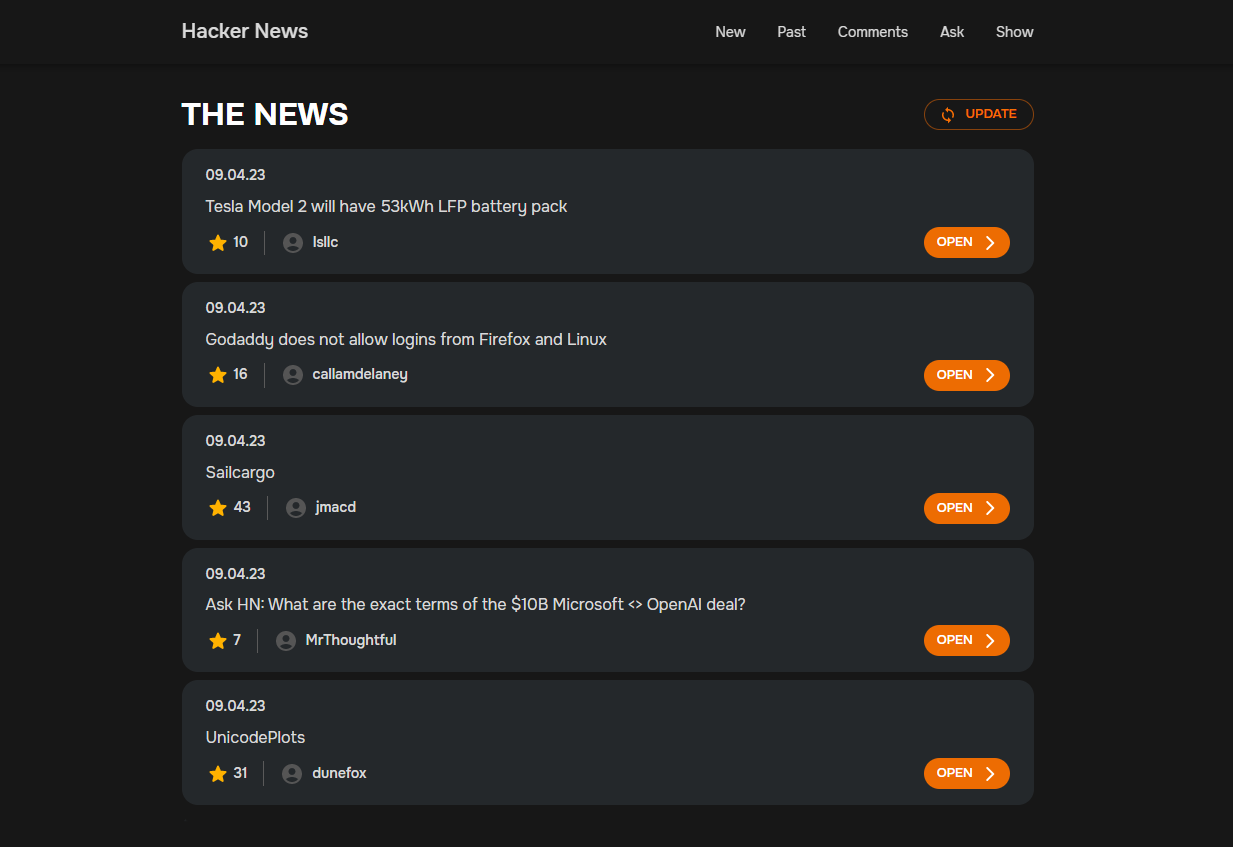 Hacker News New Past Comments Ask Show
THE NEWS UPDATE
09.04.23
Tesla Model 2 will have 53kWh LFP battery pack
10 lsllc OPEN
09.04.23
Godaddy does not allow logins from Firefox and Linux
16 callamdelaney OPEN
09.04.23
Sailcargo
43 jmacd OPEN
09.04.23
Ask HN: What are the exact terms of the $10B Microsoft <> OpenAI deal?
7 MrThoughtful OPEN
09.04.23
UnicodePlots
31 dunefox OPEN